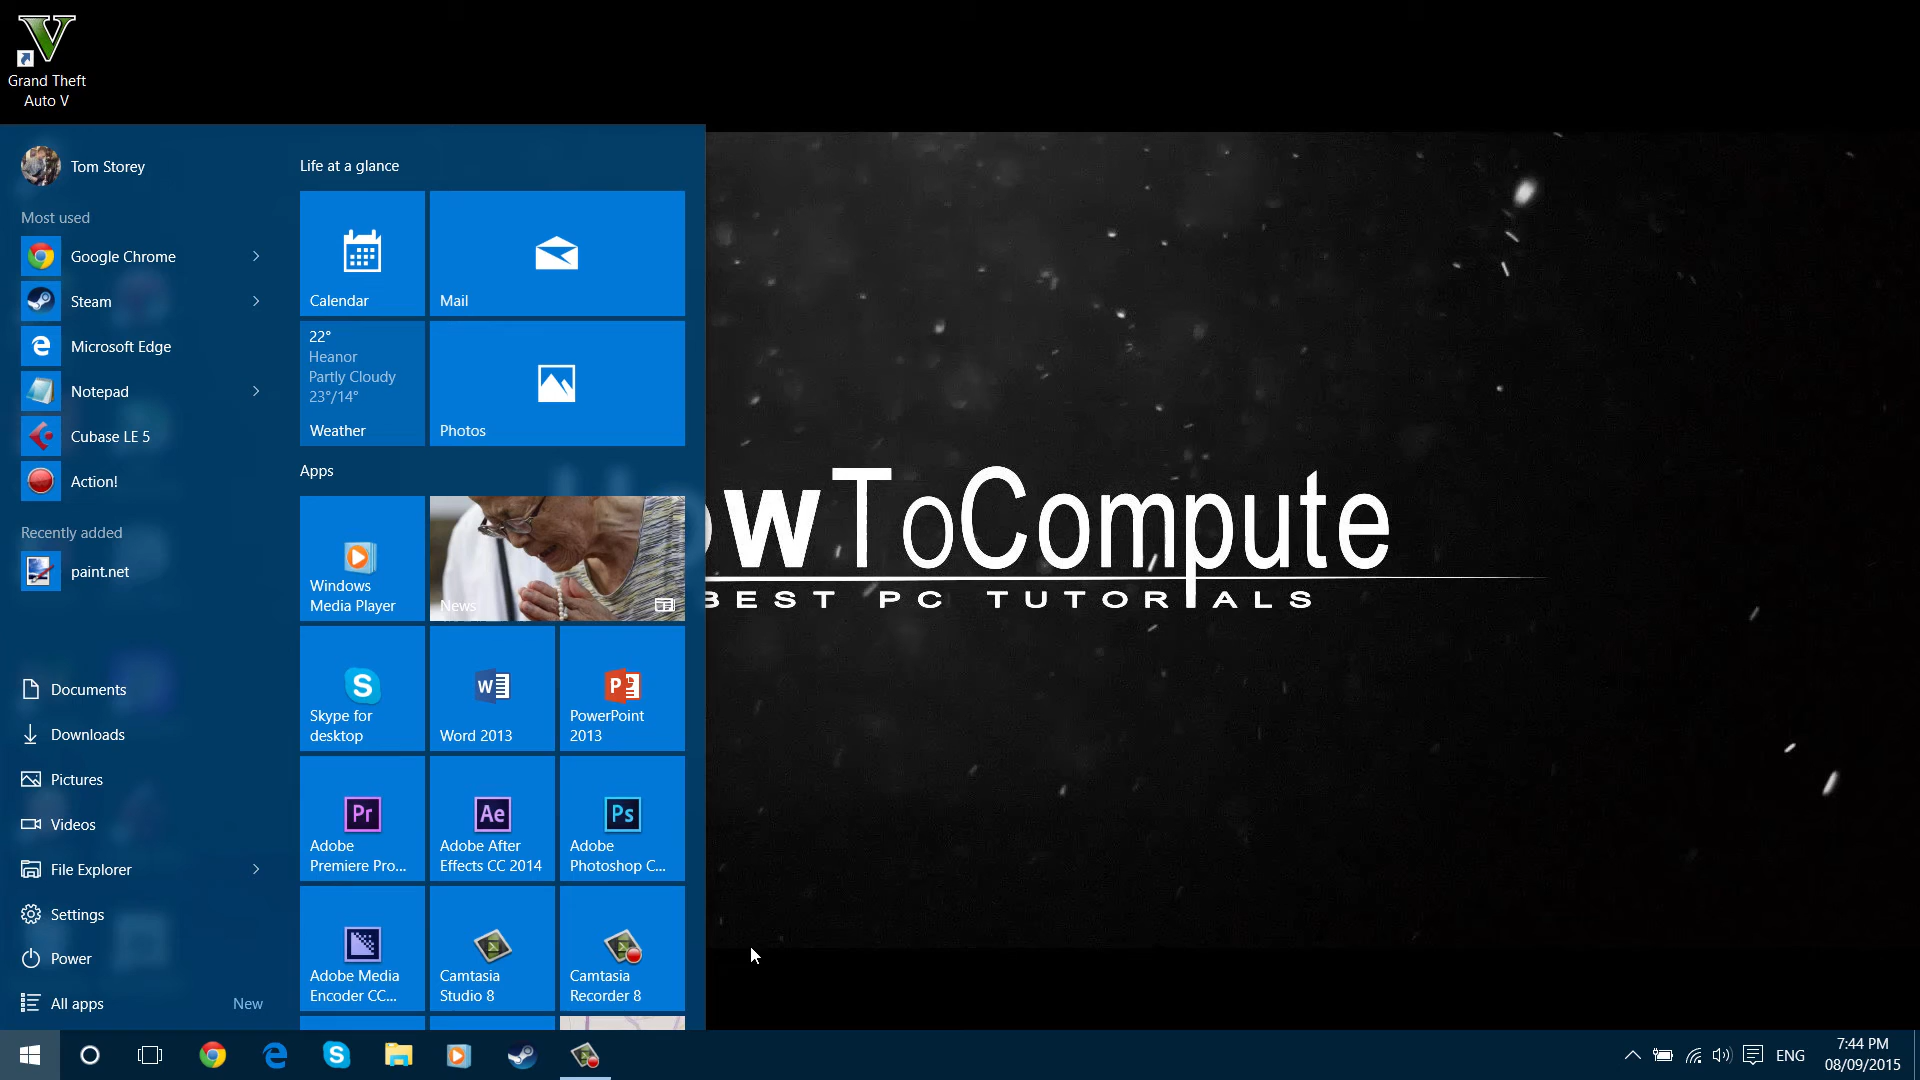 Grand Theft
Auto V
Tom Storey
Most used
Google Chrome
Steam
Microsoft Edge
Notepad
Cubase LE 5
Action!
Recently added
paint.net
Documents
Downloads
Pictures
Videos
File Explorer
Settings
Power
All apps
New
Life at a glance
Calendar
Mail
22°
Heanor
Partly Cloudy
23°/14°
Weather
Photos
Apps
Windows
Media Player
News
Skype for
desktop
Word 2013
PowerPoint
2013
Adobe
Premiere Pro...
Adobe After
Effects CC 2014
Adobe
Photoshop C...
Adobe Media
Encoder CC...
Camtasia
Studio 8
Camtasia
Recorder 8
HowToCompute
BEST PC TUTORIALS
ENG
7:44 PM
08/09/2015